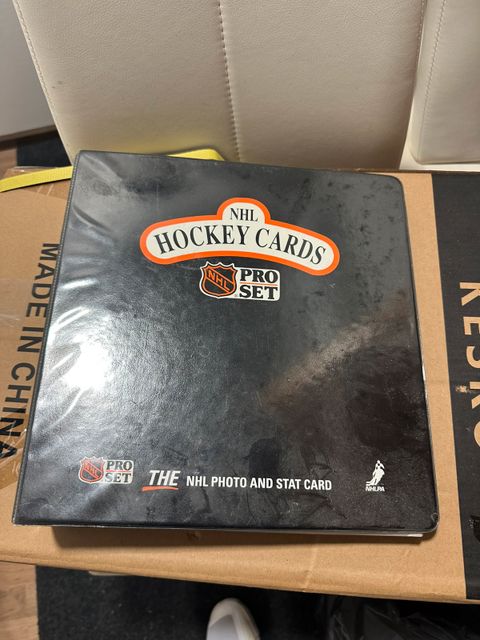 NHL
HOCKEY CARDS
NHL PRO
SET
NHL PRO
SET
THE NHL PHOTO AND STAT CARD
NHLPA
MADE IN CHINA
KESKO